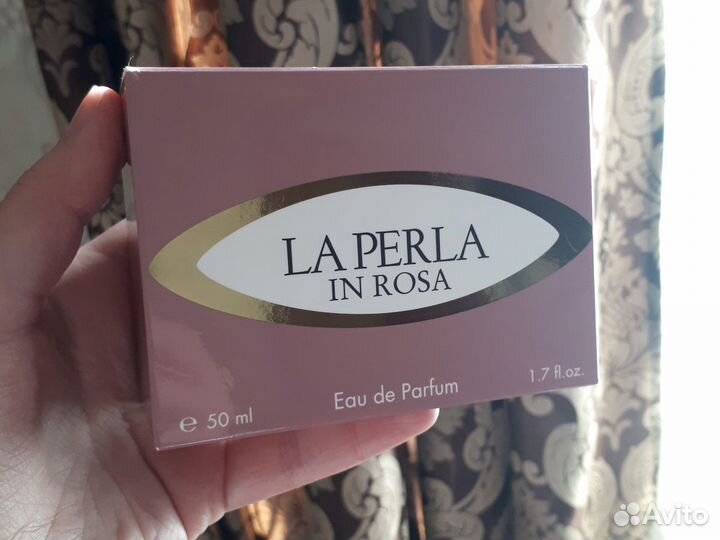 LA PERLA
IN ROSA
Eau de Parfum
e 50 ml
1.7 fl.oz.
Avito